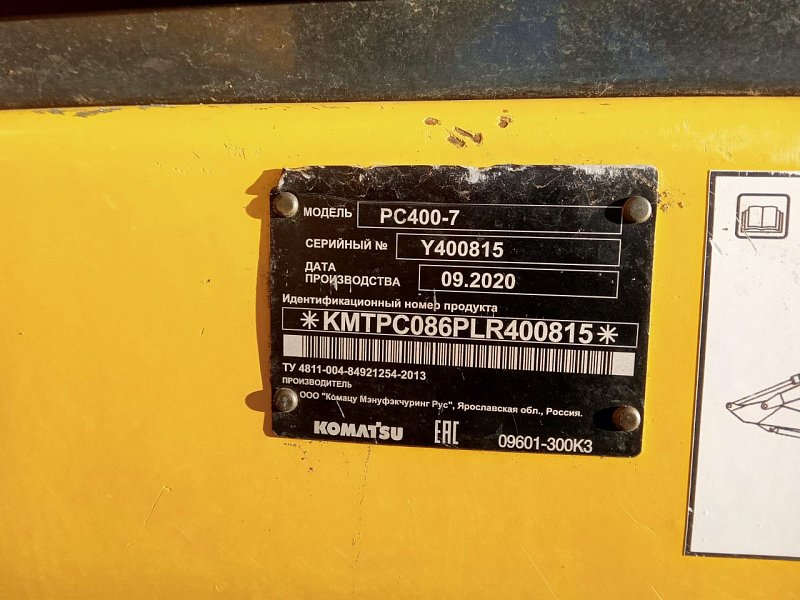 МОДЕЛЬ PC400-7
СЕРИЙНЫЙ № Y400815
ДАТА
ПРОИЗВОДСТВА 09.2020
Идентификационный номер продукта
✳KMTPC086PLR400815✳
ТУ 4811-004-84921254-2013
ПРОИЗВОДИТЕЛЬ
ООО "Комацу Мэнуфэкчуринг Рус", Ярославская обл., Россия.
KOMATSU EAC 09601-300K3